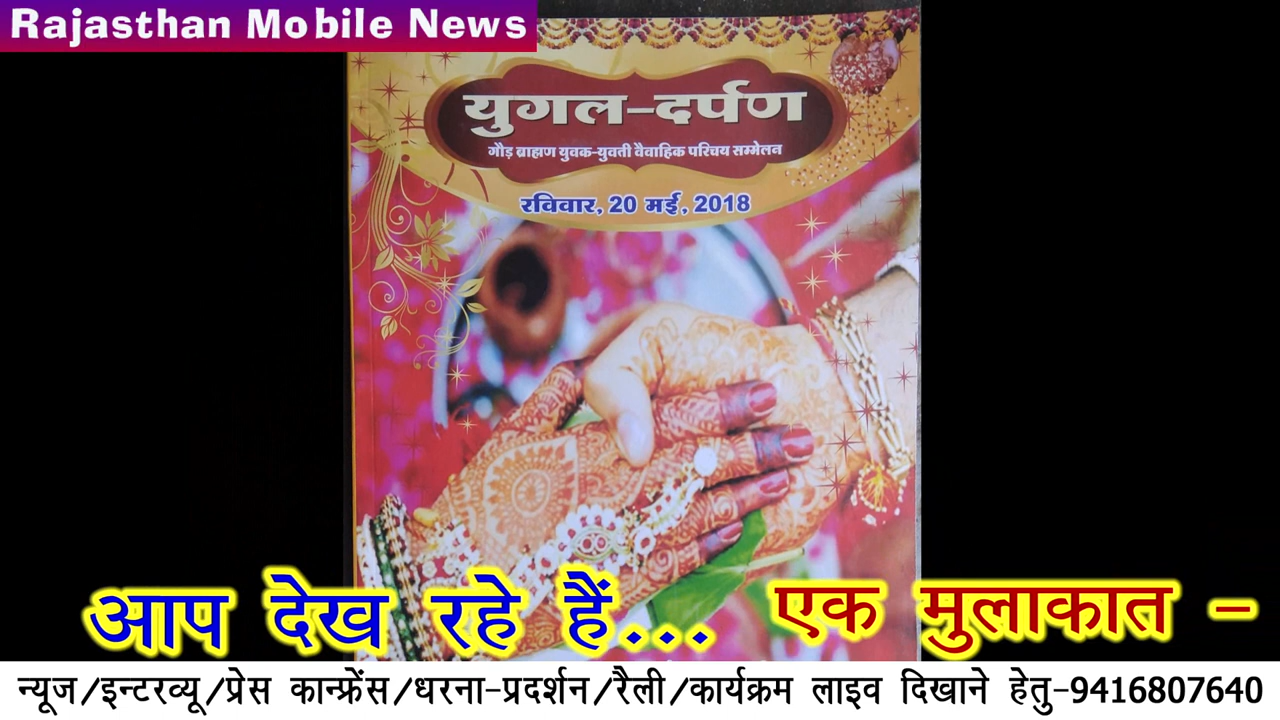 Rajasthan Mobile News
युगल-दर्पण
गौड़ ब्राह्मण युवक-युवती वैवाहिक परिचय सम्मेलन
रविवार, 20 मई, 2018
आप देख रहे हैं... एक मुलाकात -
न्यूज/इन्टरव्यू/प्रेस कान्फ्रेंस/धरना-प्रदर्शन/रैली/कार्यक्रम लाइव दिखाने हेतु-9416807640